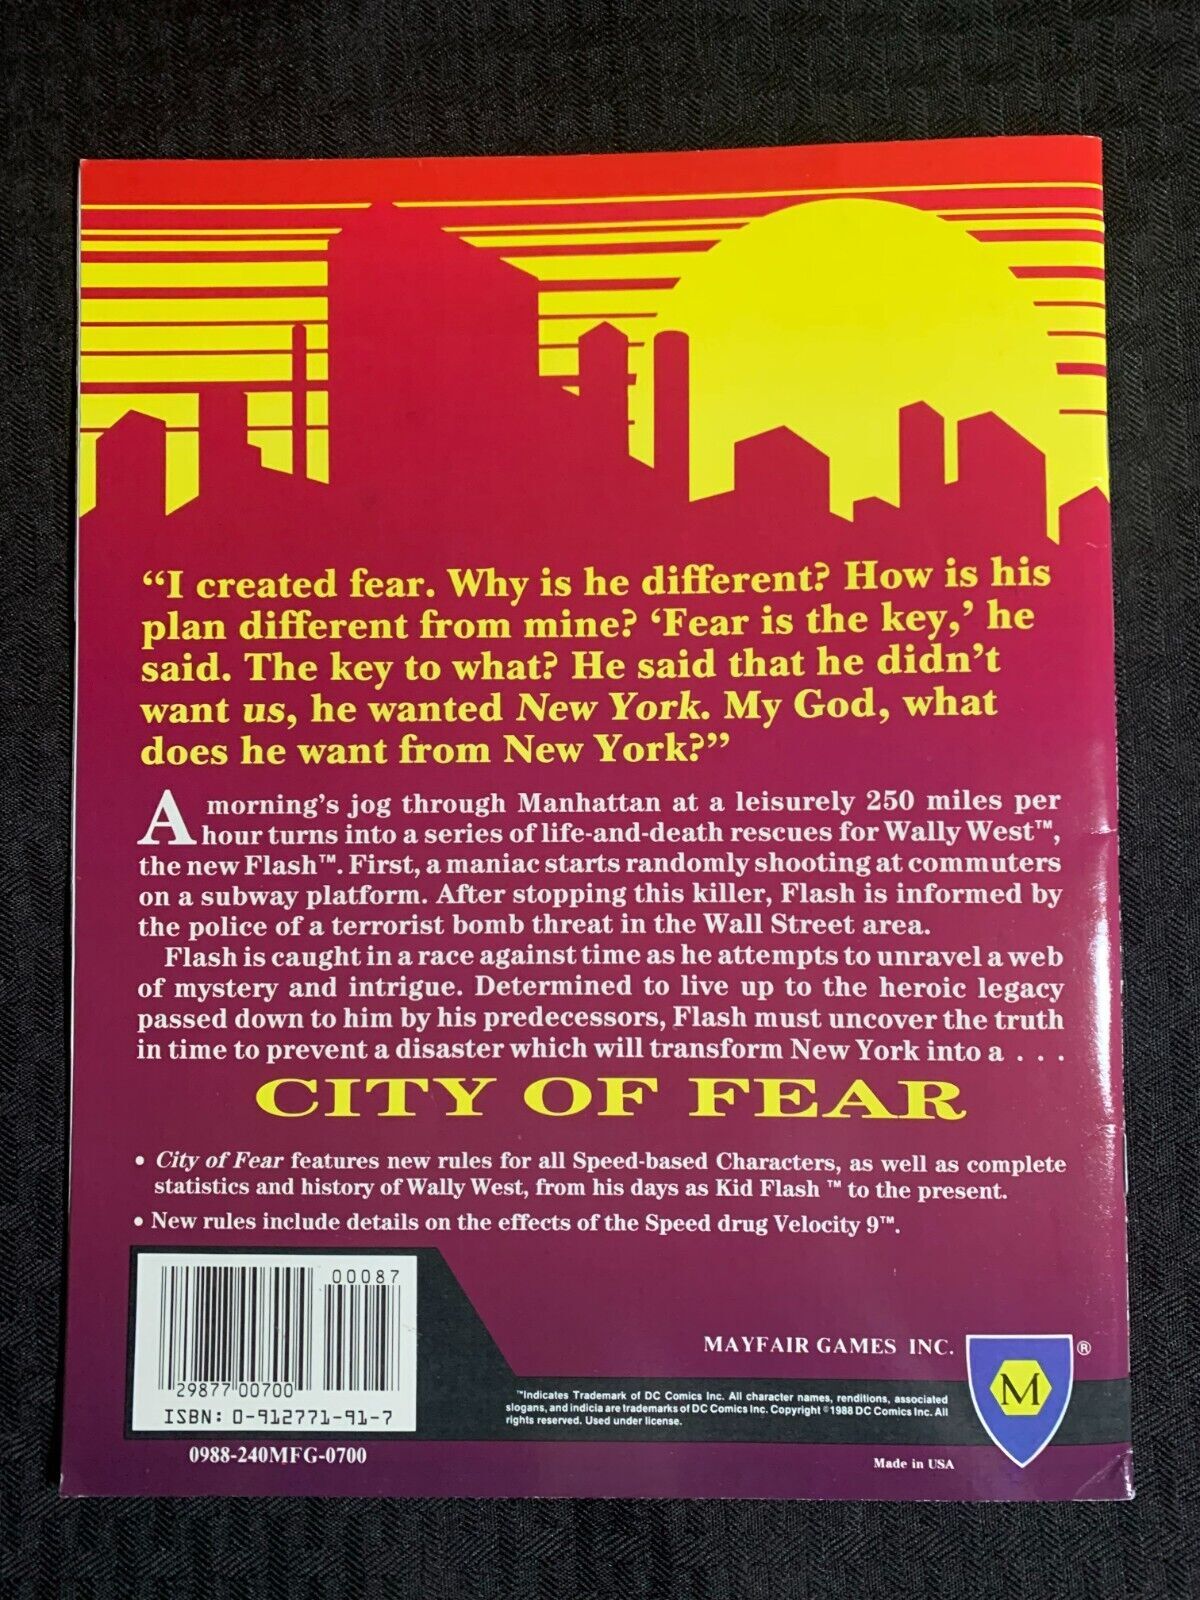 “I created fear. Why is he different? How is his
plan different from mine? ‘Fear is the key,’ he
said. The key to what? He said that he didn’t
want us, he wanted New York. My God, what
does he want from New York?”
A morning’s jog through Manhattan at a leisurely 250 miles per
hour turns into a series of life-and-death rescues for Wally West™,
the new Flash™. First, a maniac starts randomly shooting at commuters
on a subway platform. After stopping this killer, Flash is informed by
the police of a terrorist bomb threat in the Wall Street area.
Flash is caught in a race against time as he attempts to unravel a web
of mystery and intrigue. Determined to live up to the heroic legacy
passed down to him by his predecessors, Flash must uncover the truth
in time to prevent a disaster which will transform New York into a . . .
CITY OF FEAR
• City of Fear features new rules for all Speed-based Characters, as well as complete
statistics and history of Wally West, from his days as Kid Flash ™ to the present.
• New rules include details on the effects of the Speed drug Velocity 9™.
00087
29877 00700
ISBN: 0-912771-91-7
0988-240MFG-0700
MAYFAIR GAMES INC.
M ®
™Indicates Trademark of DC Comics Inc. All character names, renditions, associated
slogans, and indicia are trademarks of DC Comics Inc. Copyright ©1988 DC Comics Inc. All
rights reserved. Used under license.
Made in USA